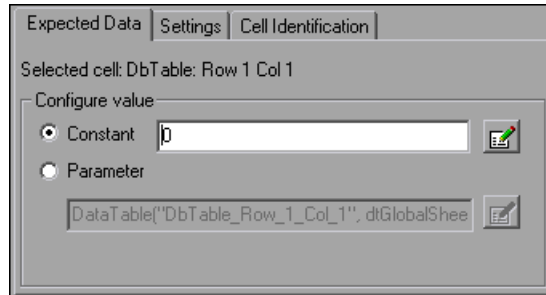 Expected Data Settings Cell Identification
Selected cell: DbTable: Row 1 Col 1
Configure value
Constant 0
Parameter
DataTable("DbTable_Row_1_Col_1", dtGlobalShee